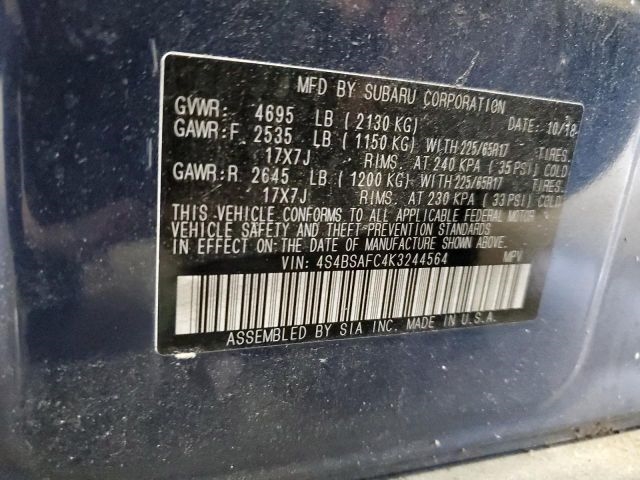 MFD BY SUBARU CORPORATION
GVWR: 4695 LB ( 2130 KG) DATE: 10/18
GAWR:F. 2535 LB ( 1150 KG) WITH 225/65R17 TIRES.
17X7J RIMS. AT 240 KPA ( 35 PSI) COLD
GAWR:R. 2645 LB ( 1200 KG) WITH 225/65R17 TIRES.
17X7J RIMS. AT 230 KPA ( 33 PSI) COLD
THIS VEHICLE CONFORMS TO ALL APPLICABLE FEDERAL MOTOR
VEHICLE SAFETY AND THEFT-PREVENTION STANDARDS
IN EFFECT ON THE DATE OF MANUFACTURE SHOWN ABOVE.
VIN: 4S4BSAFC4K3244564 MPV
ASSEMBLED BY SIA INC. MADE IN U.S.A.